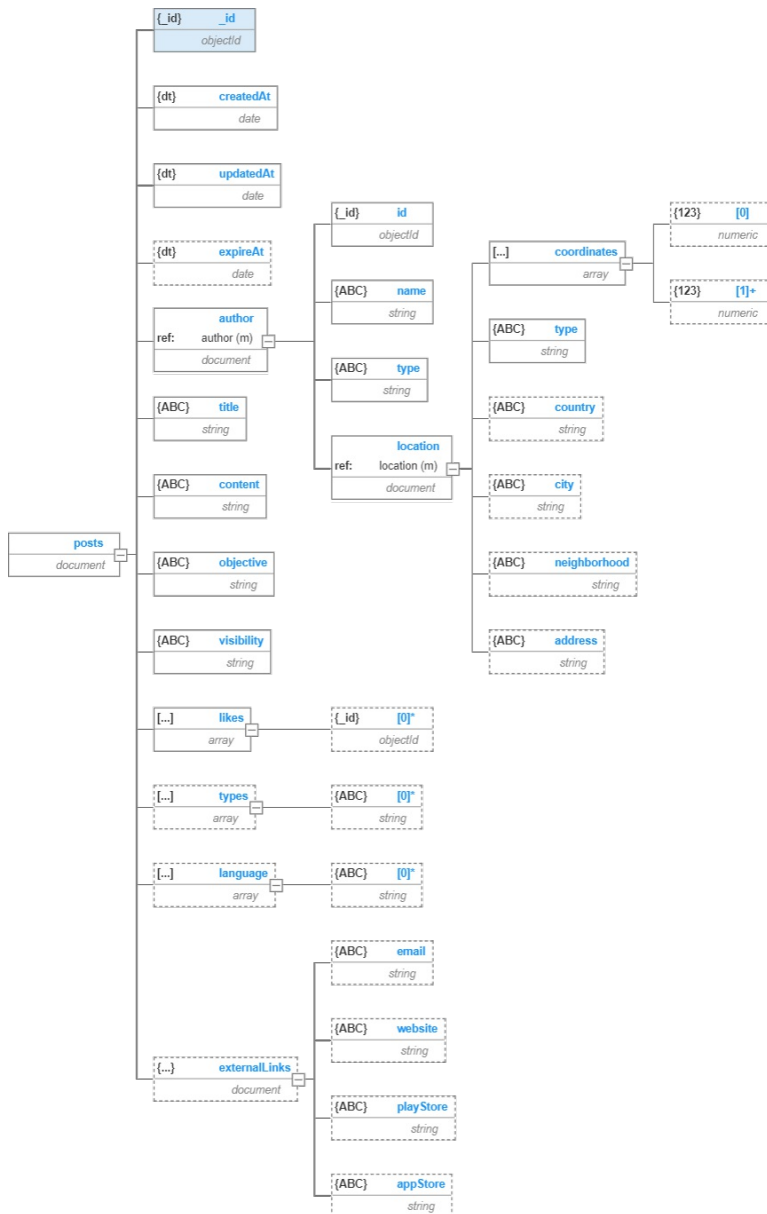 {_id} _id
objectId
{dt} createdAt
date
{dt} updatedAt
date
{dt} expireAt
date
author
ref: author (m)
document
{_id} id
objectId
{ABC} name
string
{ABC} type
string
location
ref: location (m)
document
[...] coordinates
array
{123} [0]
numeric
{123} [1]+
numeric
{ABC} type
string
{ABC} country
string
{ABC} city
string
{ABC} neighborhood
string
{ABC} address
string
{ABC} title
string
{ABC} content
string
posts
document
{ABC} objective
string
{ABC} visibility
string
[...] likes
array
{_id} [0]*
objectId
[...] types
array
{ABC} [0]*
string
[...] language
array
{ABC} [0]*
string
{...} externalLinks
document
{ABC} email
string
{ABC} website
string
{ABC} playStore
string
{ABC} appStore
string